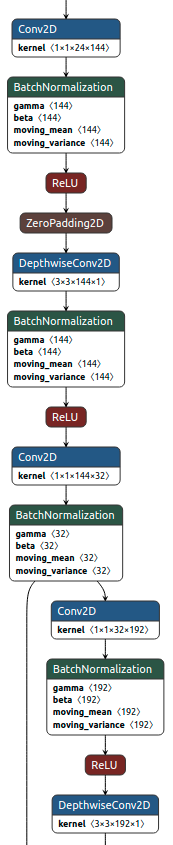 Conv2D
kernel ⟨1×1×24×144⟩
BatchNormalization
gamma ⟨144⟩
beta ⟨144⟩
moving_mean ⟨144⟩
moving_variance ⟨144⟩
ReLU
ZeroPadding2D
DepthwiseConv2D
kernel ⟨3×3×144×1⟩
BatchNormalization
gamma ⟨144⟩
beta ⟨144⟩
moving_mean ⟨144⟩
moving_variance ⟨144⟩
ReLU
Conv2D
kernel ⟨1×1×144×32⟩
BatchNormalization
gamma ⟨32⟩
beta ⟨32⟩
moving_mean ⟨32⟩
moving_variance ⟨32⟩
Conv2D
kernel ⟨1×1×32×192⟩
BatchNormalization
gamma ⟨192⟩
beta ⟨192⟩
moving_mean ⟨192⟩
moving_variance ⟨192⟩
ReLU
DepthwiseConv2D
kernel ⟨3×3×192×1⟩